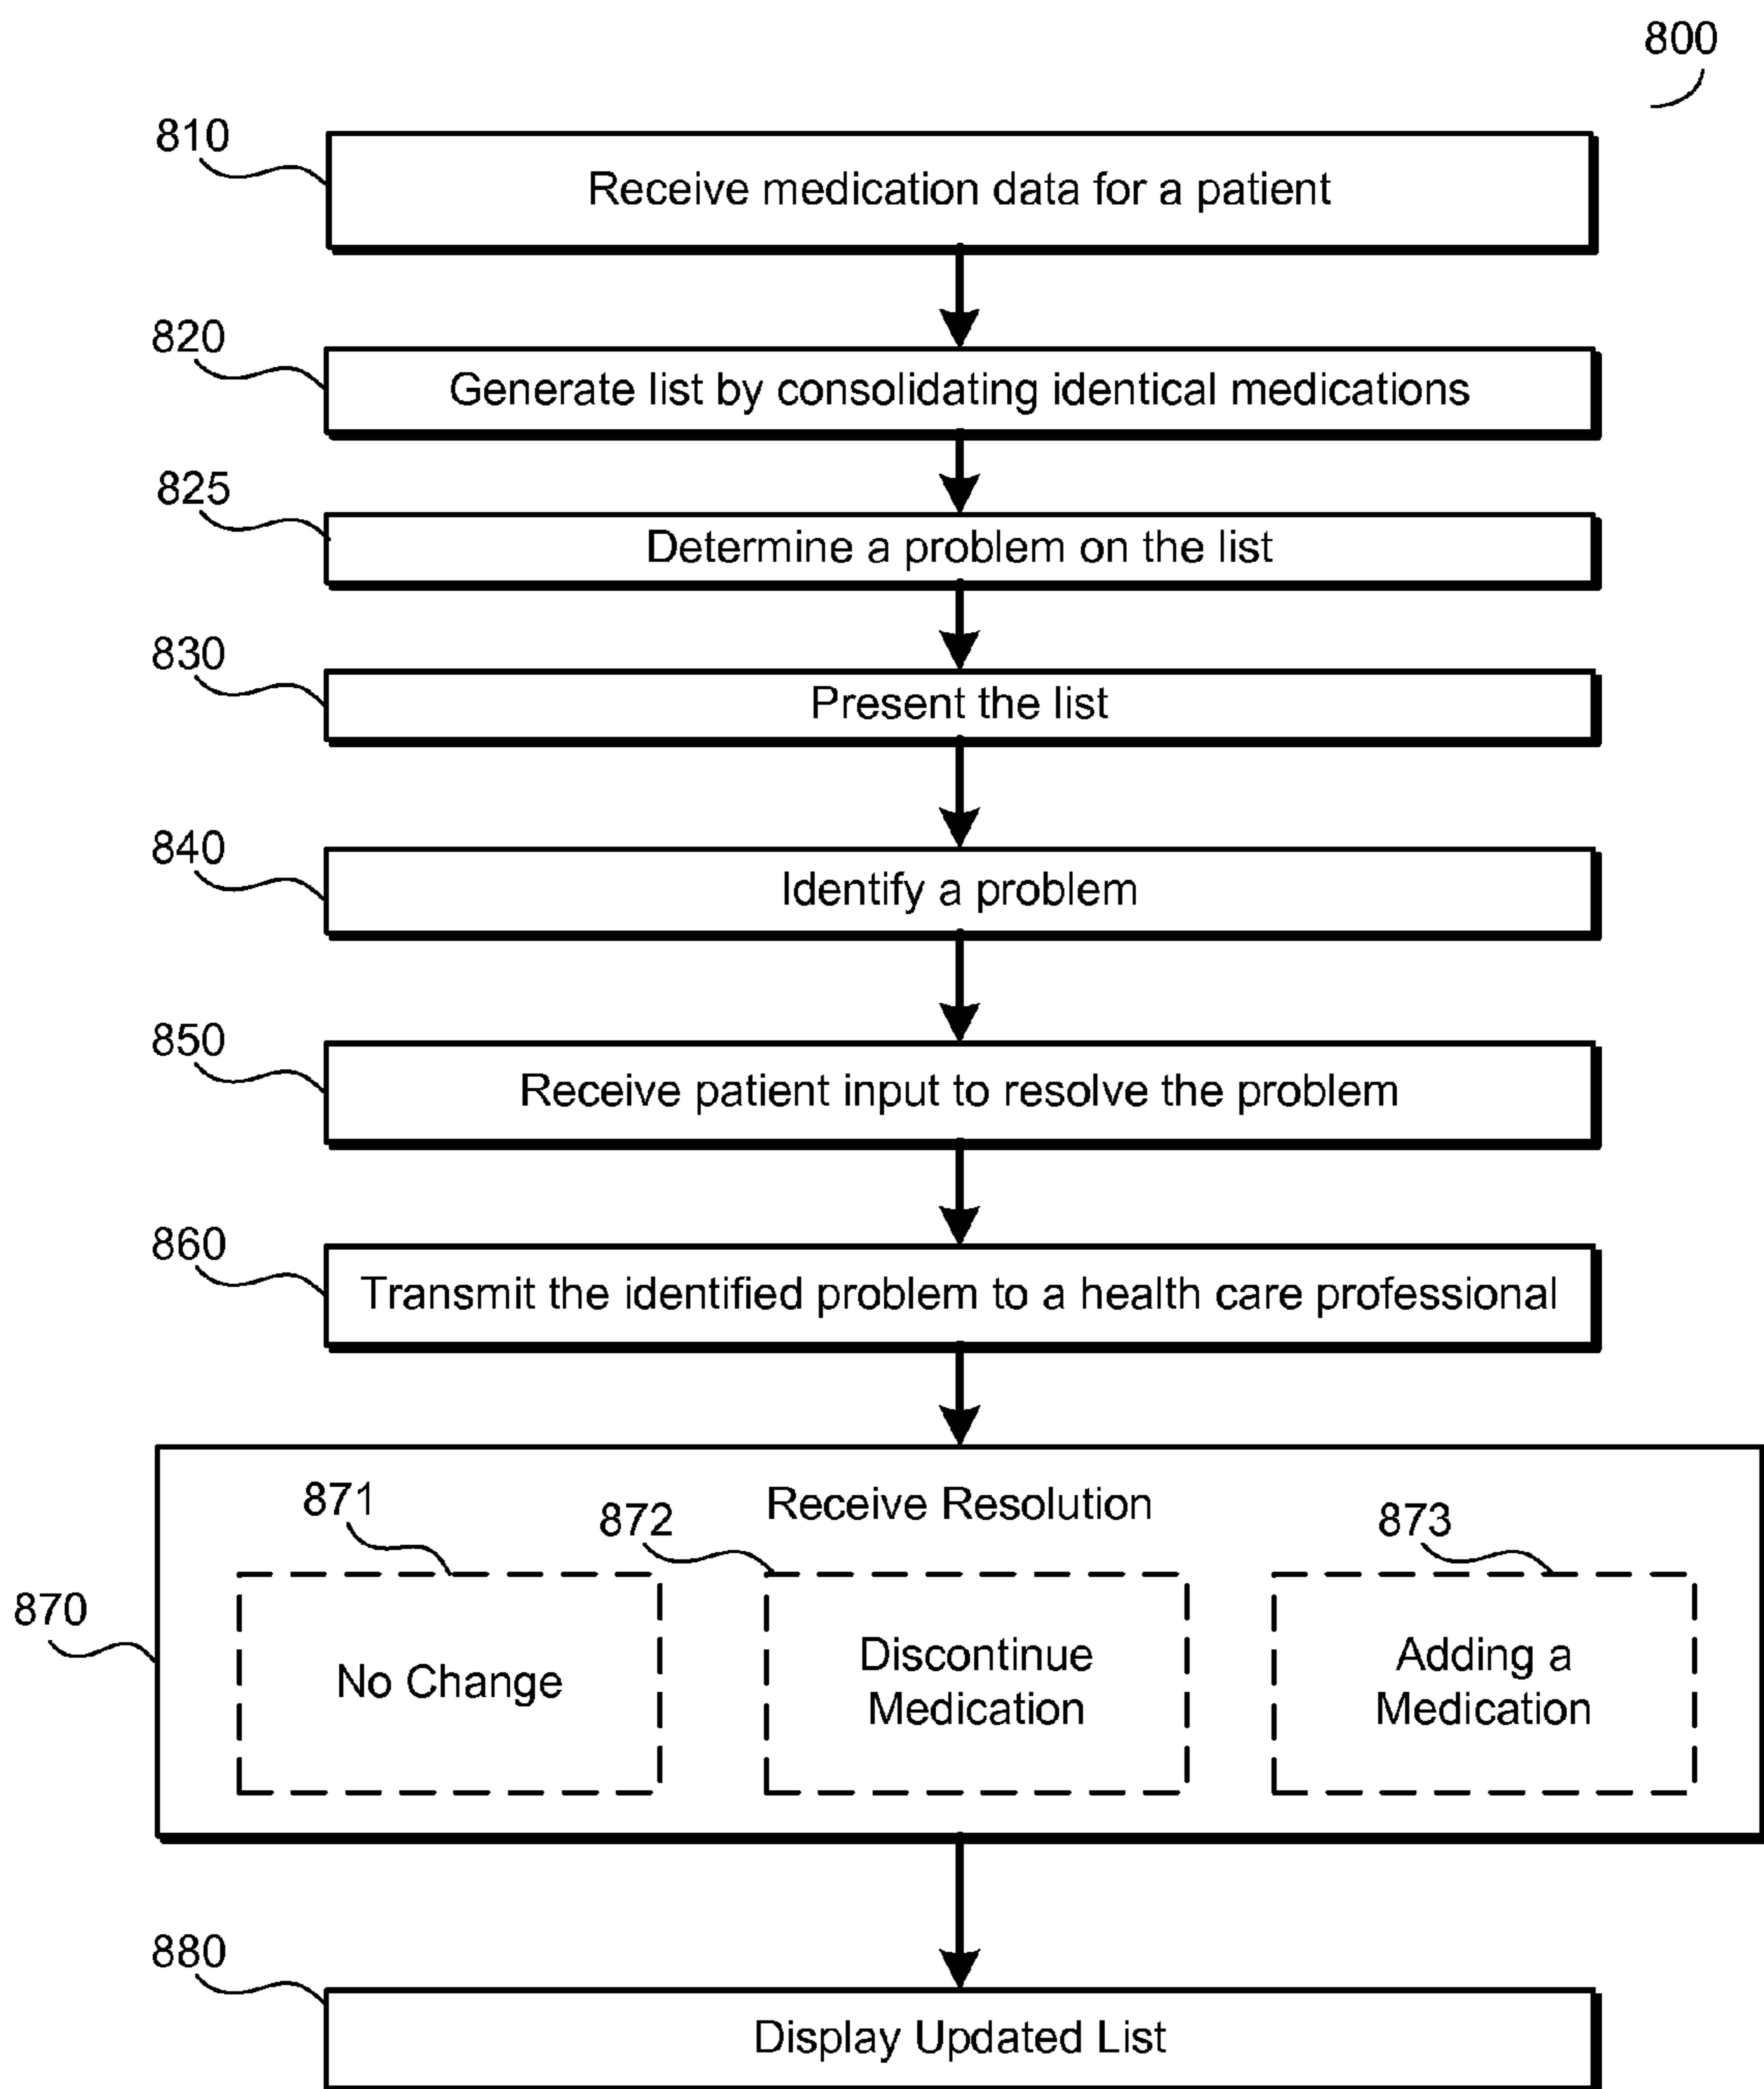 800
810
Receive medication data for a patient
820
Generate list by consolidating identical medications
825
Determine a problem on the list
830
Present the list
840
Identify a problem
850
Receive patient input to resolve the problem
860
Transmit the identified problem to a health care professional
870
Receive Resolution
871
No Change
872
Discontinue
Medication
873
Adding a
Medication
880
Display Updated List